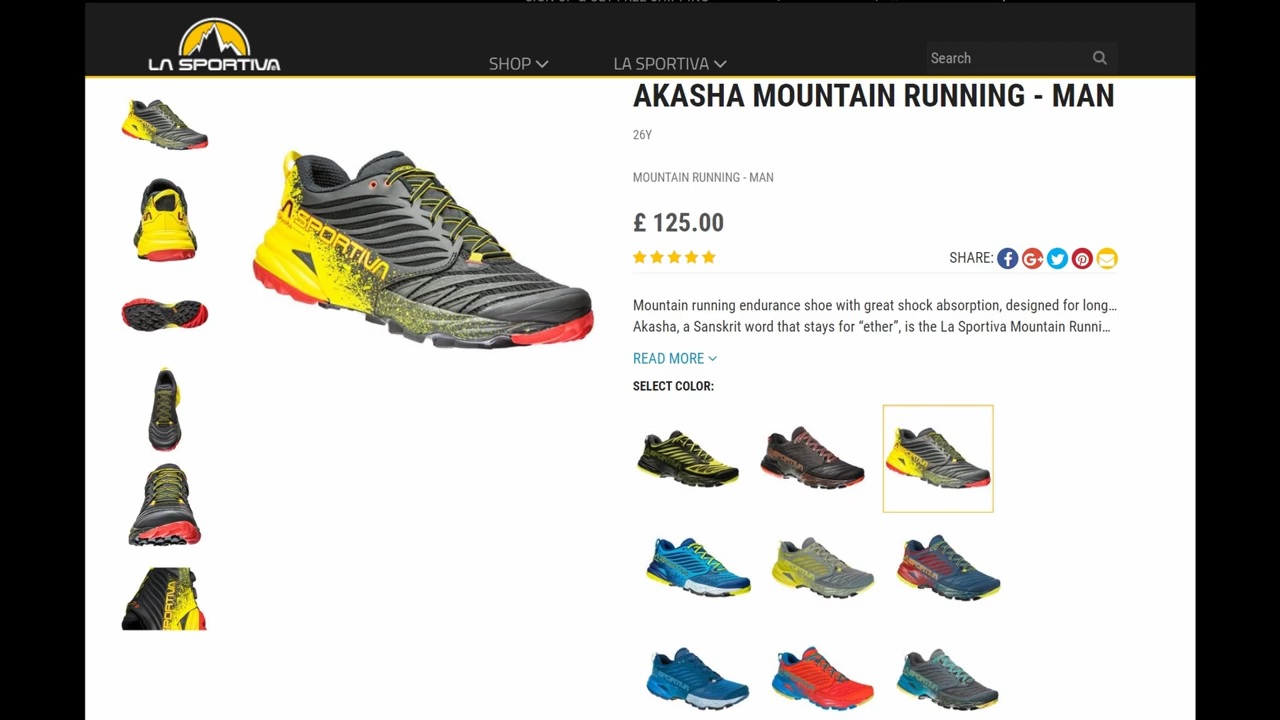 LA SPORTIVA
SHOP
LA SPORTIVA
Search
AKASHA MOUNTAIN RUNNING - MAN
26Y
MOUNTAIN RUNNING - MAN
£ 125.00
SHARE:
Mountain running endurance shoe with great shock absorption, designed for long…
Akasha, a Sanskrit word that stays for “ether”, is the La Sportiva Mountain Runni…
READ MORE
SELECT COLOR:
LA SPORTIVA